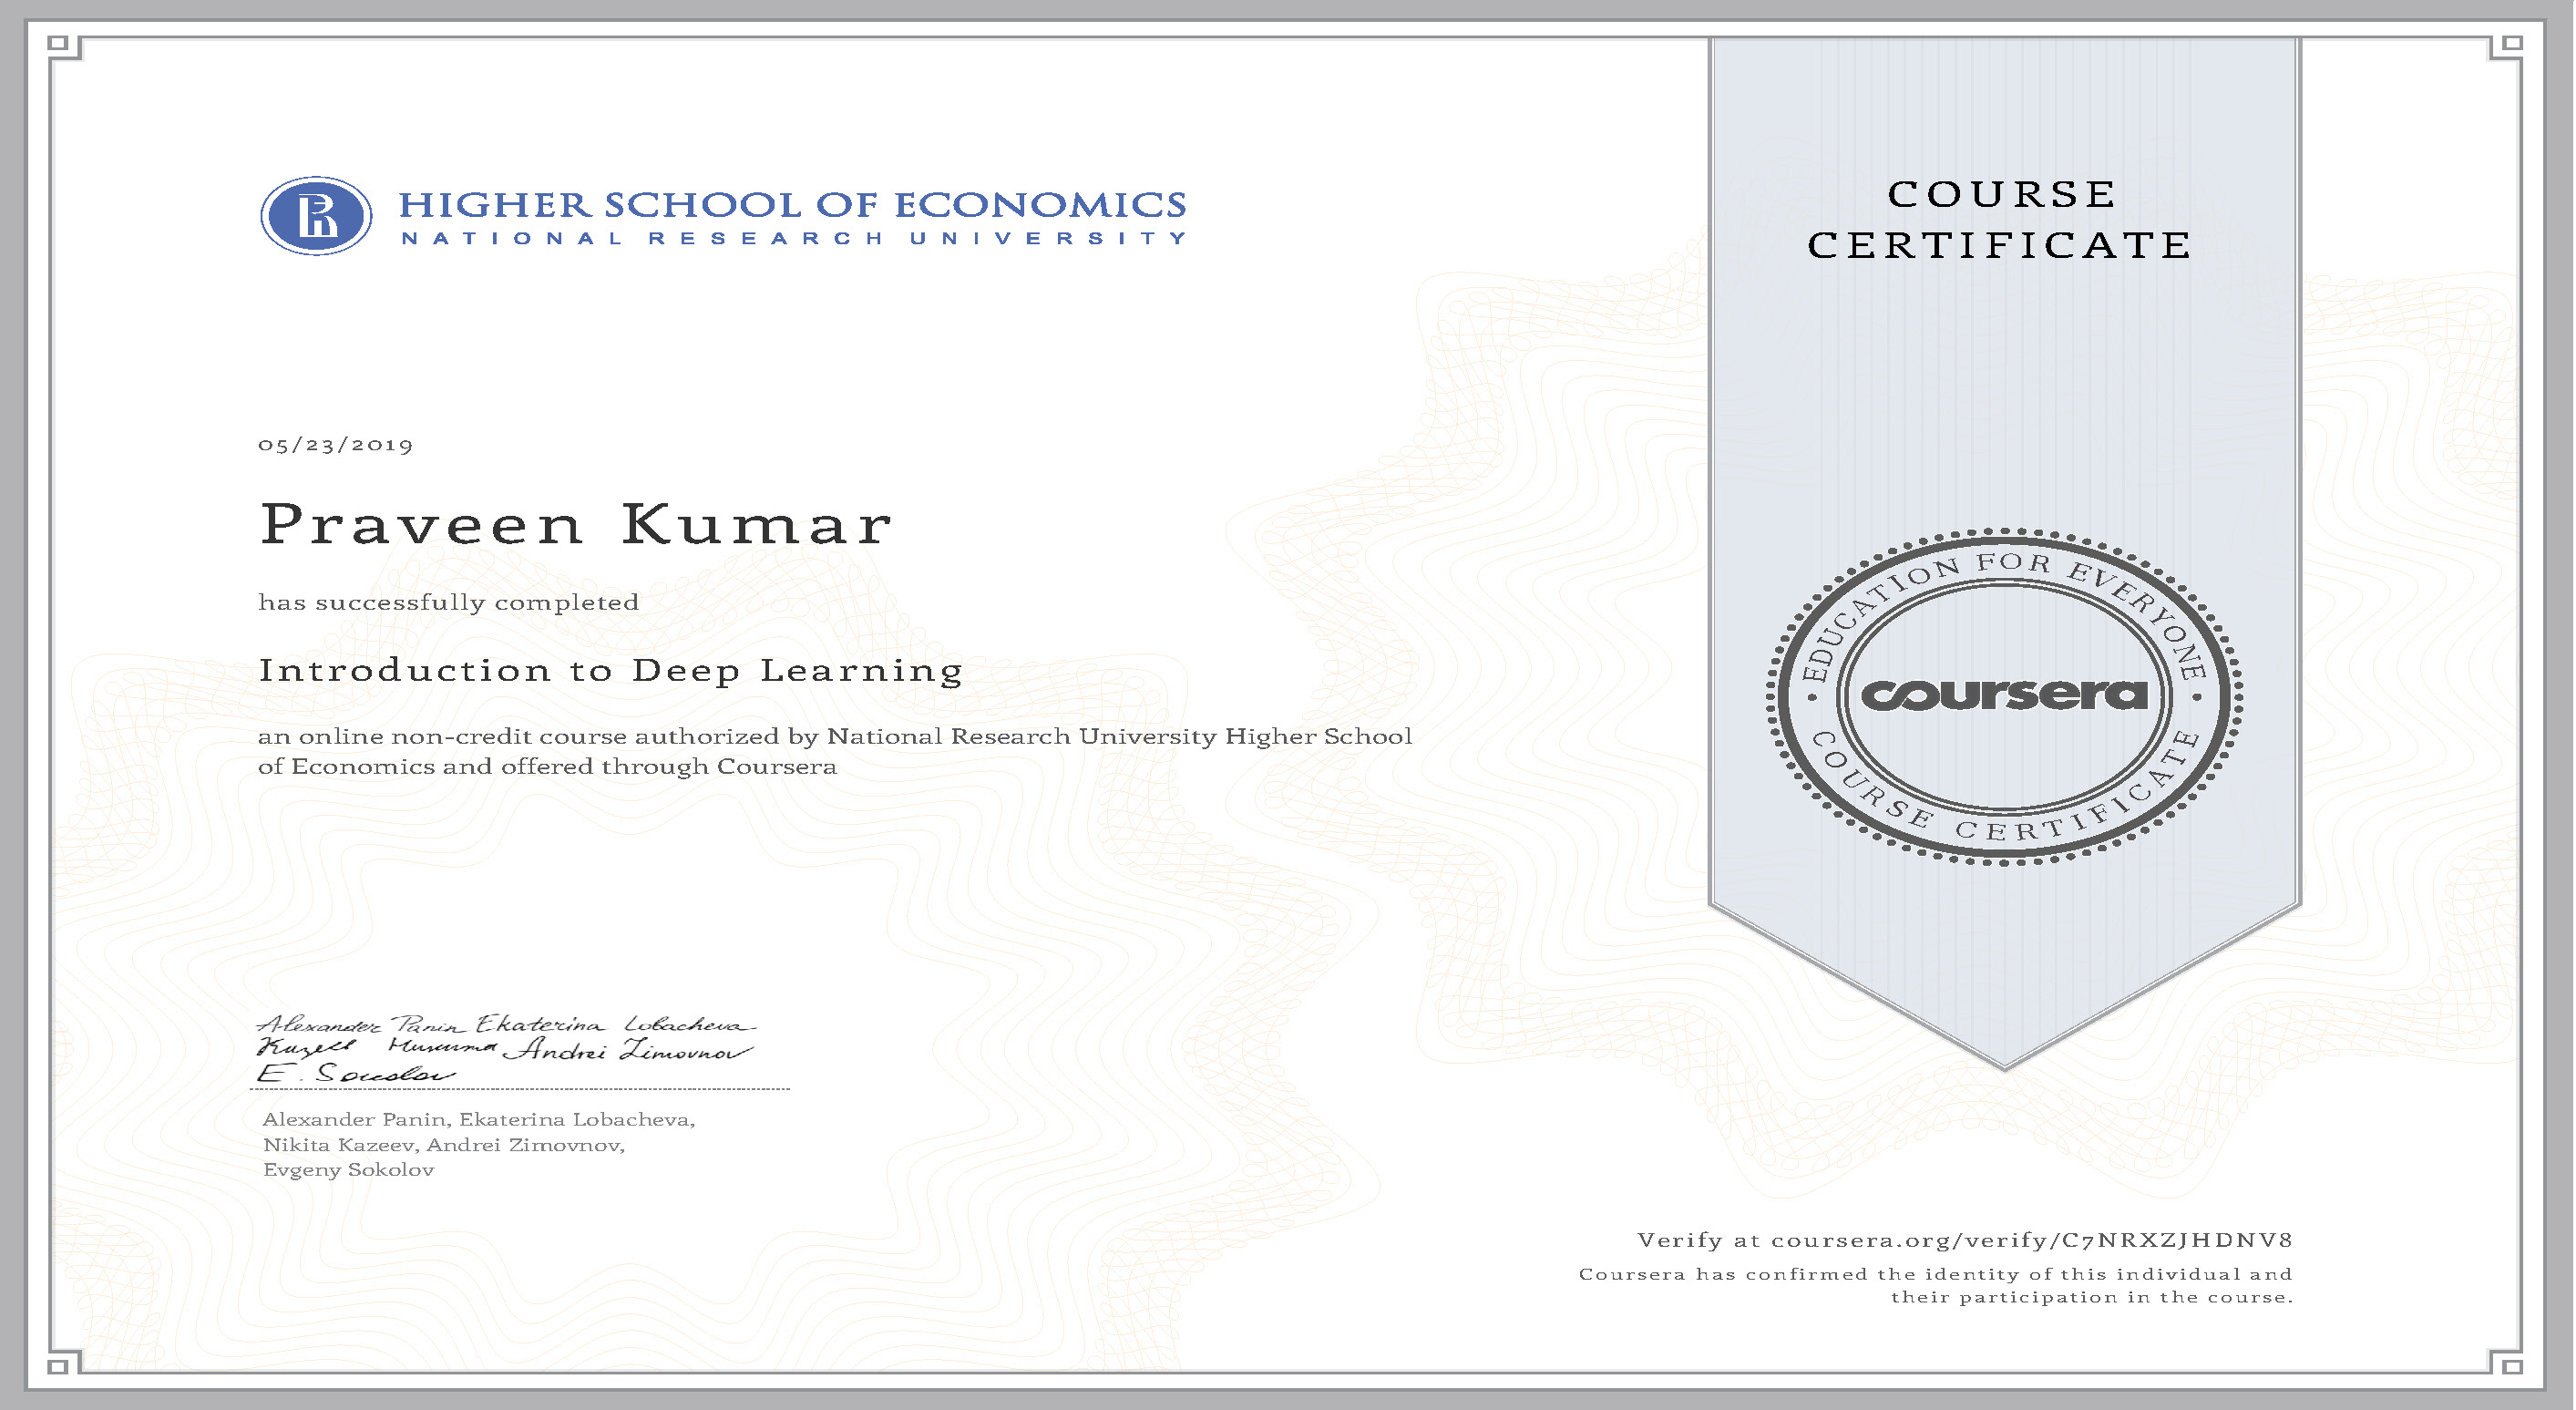 HIGHER SCHOOL OF ECONOMICS
NATIONAL RESEARCH UNIVERSITY
COURSE
CERTIFICATE
05/23/2019
Praveen Kumar
has successfully completed
Introduction to Deep Learning
an online non-credit course authorized by National Research University Higher School
of Economics and offered through Coursera
EDUCATION FOR EVERYONE
coursera
COURSE CERTIFICATE
Alexander Panin Ekaterina Lobacheva
Andrei Zimovnov
E. Sokolov
Alexander Panin, Ekaterina Lobacheva,
Nikita Kazeev, Andrei Zimovnov,
Evgeny Sokolov
Verify at coursera.org/verify/C7NRXZJHDNV8
Coursera has confirmed the identity of this individual and
their participation in the course.